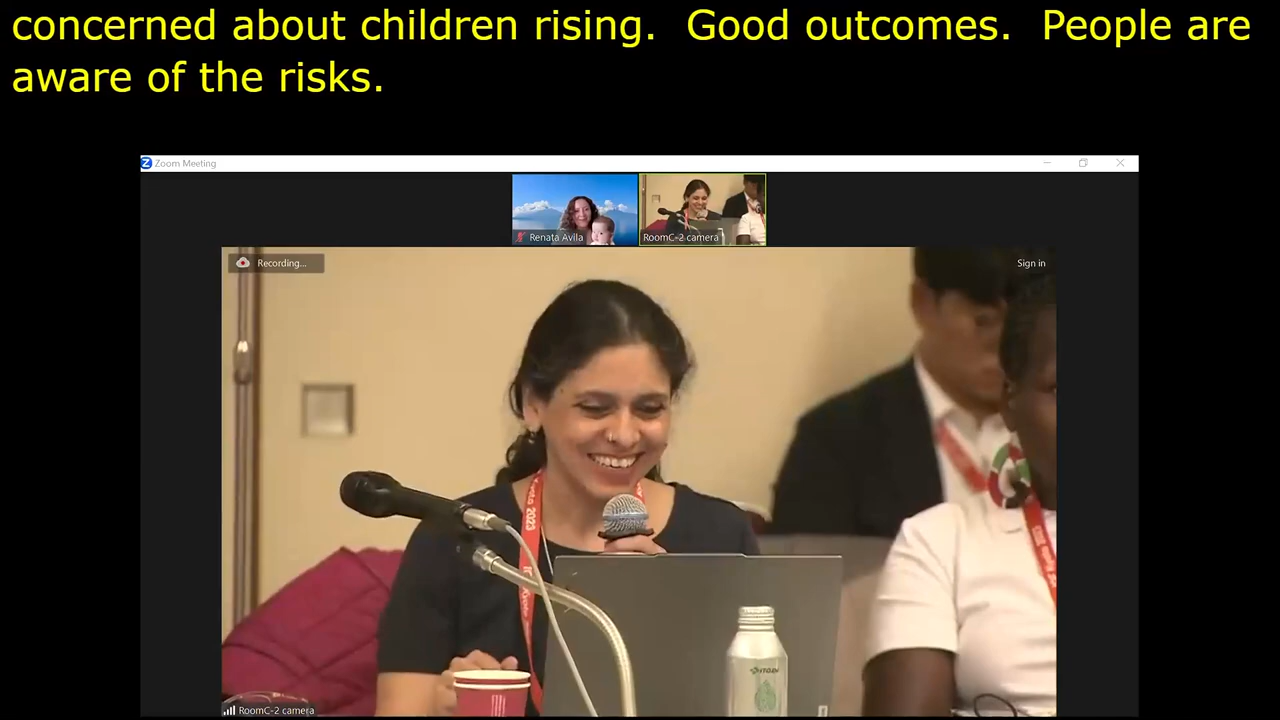 concerned about children rising.  Good outcomes.  People are
aware of the risks.
Zoom Meeting
Renata Avila
RoomC-2 camera
Recording...
Sign in
2023
RoomC-2 camera